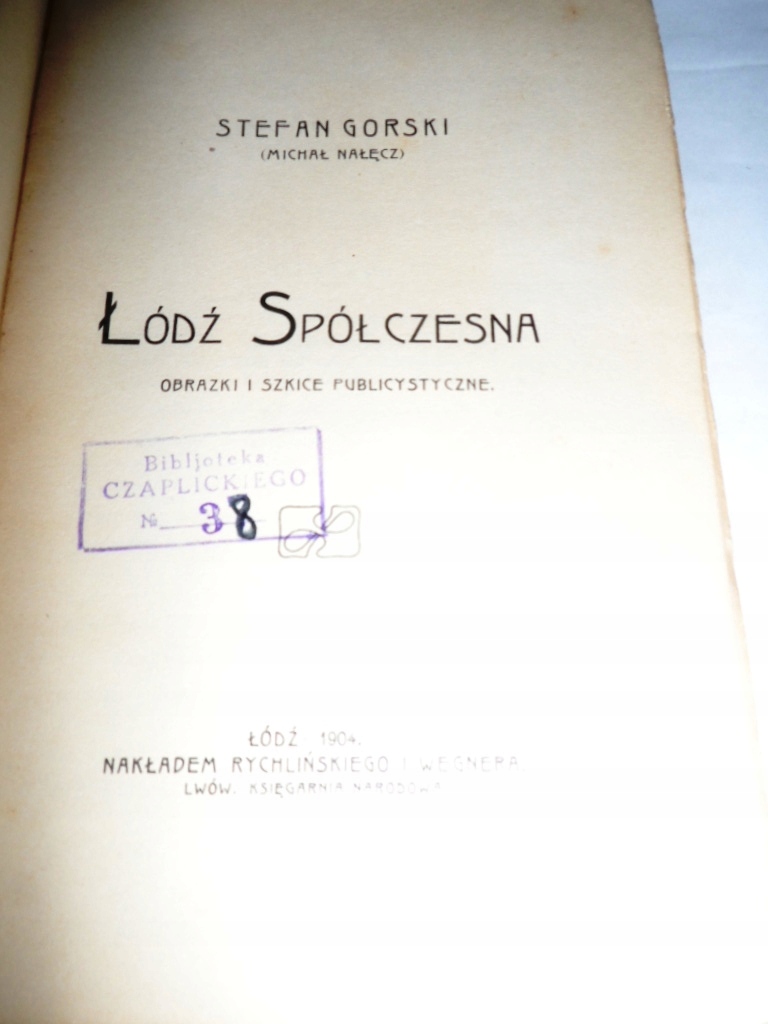 STEFAN GORSKI
(MICHAŁ NAŁĘCZ)
ŁÓDŹ SPÓŁCZESNA
OBRAZKI I SZKICE PUBLICYSTYCZNE.
Bibljoteka
CZAPLICKIEGO
№ 38
ŁÓDŹ 1904.
NAKŁADEM RYCHLIŃSKIEGO I WEGNERA.
LWÓW. KSIĘGARNIA NARODOWA